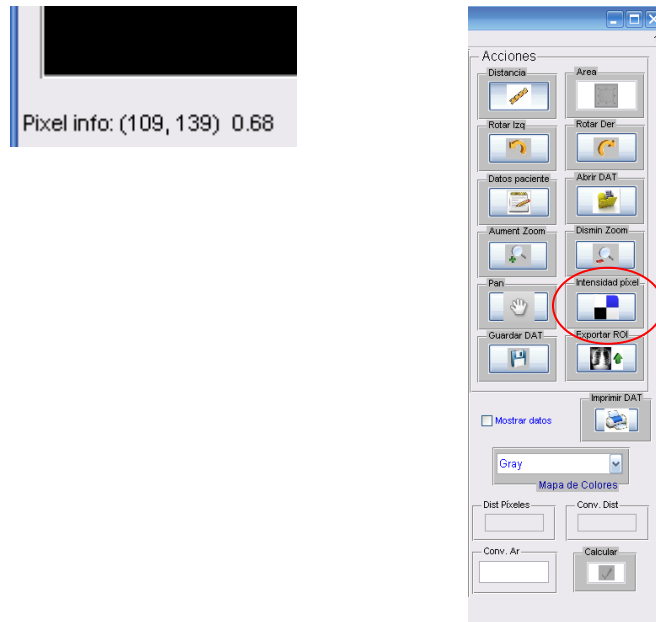 Pixel info: (109, 139) 0.68
Acciones
Distancia Area
Rotar Izq Rotar Der
Datos paciente Abrir DAT
Aument Zoom Dismin Zoom
Pan Intensidad píxel
Guardar DAT Exportar ROI
Imprimir DAT
Mostrar datos
Gray
Mapa de Colores
Dist Píxeles Conv. Dist
Conv. Ar Calcular